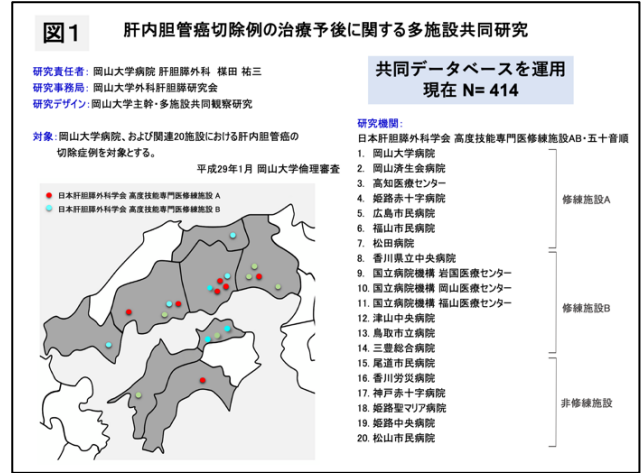 図1
肝内胆管癌切除例の治療予後に関する多施設共同研究
研究責任者: 岡山大学病院 肝胆膵外科 楳田 祐三
研究事務局: 岡山大学外科肝胆膵研究会
研究デザイン:岡山大学主幹・多施設共同観察研究
対象:岡山大学病院、および関連20施設における肝内胆管癌の
切除症例を対象とする。
平成29年1月 岡山大学倫理審査
日本肝胆膵外科学会 高度技能専門医修練施設 A
日本肝胆膵外科学会 高度技能専門医修練施設 B
共同データベースを運用
現在 N= 414
研究機関:
日本肝胆膵外科学会 高度技能専門医修練施設AB・五十音順
1. 岡山大学病院
2. 岡山済生会病院
3. 高知医療センター
4. 姫路赤十字病院
5. 広島市民病院
6. 福山市民病院
7. 松田病院
修練施設A
8. 香川県立中央病院
9. 国立病院機構 岩国医療センター
10. 国立病院機構 岡山医療センター
11. 国立病院機構 福山医療センター
12. 津山中央病院
13. 鳥取市立病院
14. 三豊総合病院
修練施設B
15. 尾道市民病院
16. 香川労災病院
17. 神戸赤十字病院
18. 姫路聖マリア病院
19. 姫路中央病院
20. 松山市民病院
非修練施設